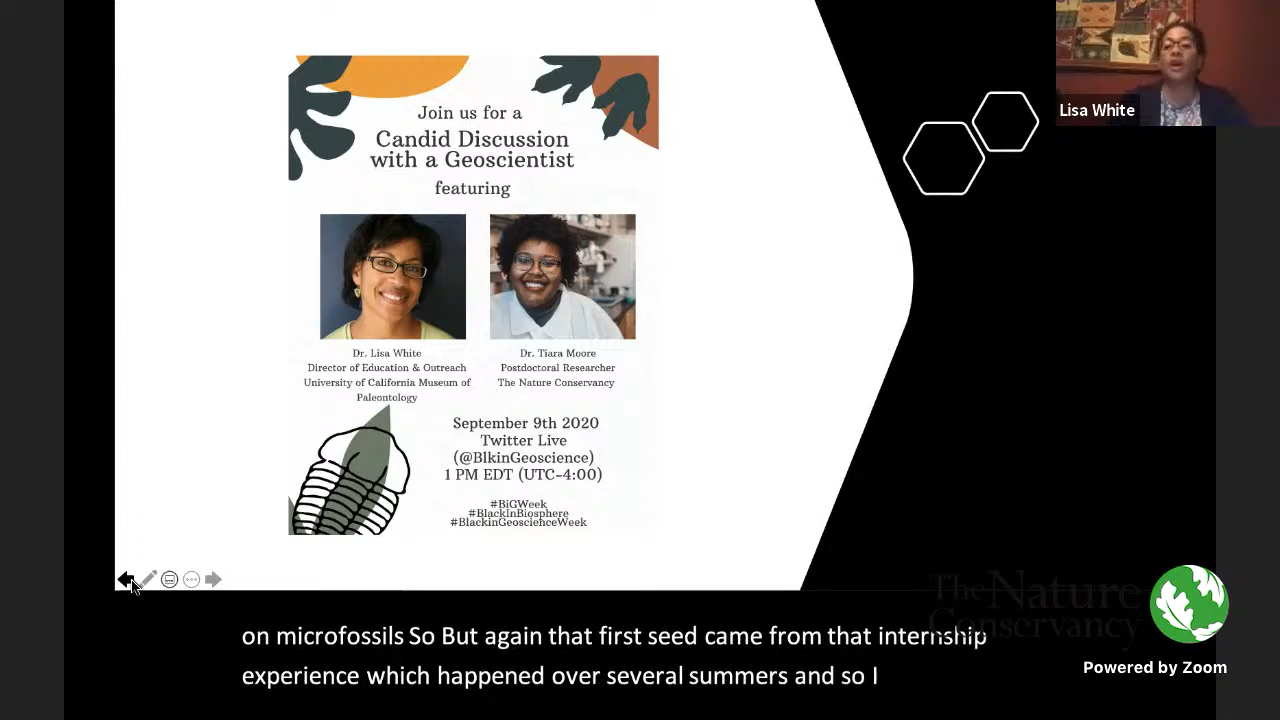 Join us for a
Candid Discussion
with a Geoscientist
featuring
Dr. Lisa White
Director of Education & Outreach
University of California Museum of
Paleontology
Dr. Tiara Moore
Postdoctoral Researcher
The Nature Conservancy
September 9th 2020
Twitter Live
(@BlkinGeoscience)
1 PM EDT (UTC-4:00)
#BiGWeek
#BlackInBiosphere
#BlackinGeoscienceWeek
Lisa White
on microfossils So But again that first seed came from that internship
experience which happened over several summers and so I
The Nature
Conservancy
Powered by Zoom